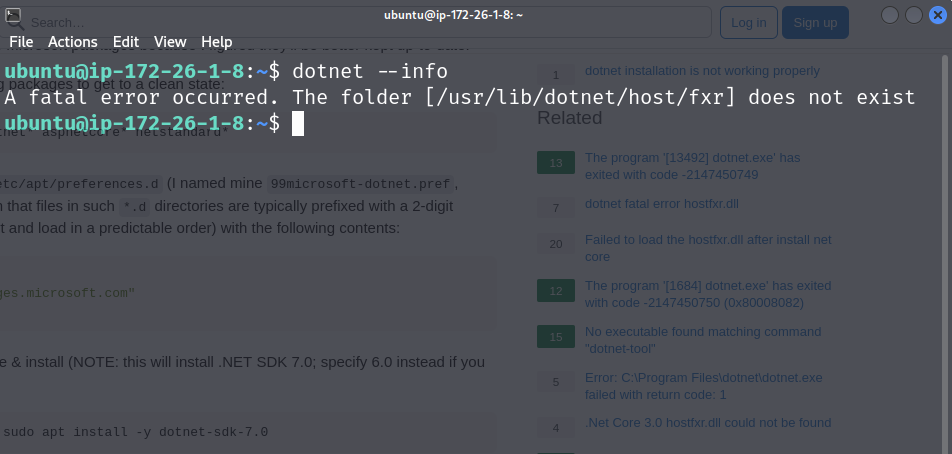 Search…
ubuntu@ip-172-26-1-8: ~
Log in
Sign up
File Actions Edit View Help
ubuntu@ip-172-26-1-8:~$ dotnet --info
A fatal error occurred. The folder [/usr/lib/dotnet/host/fxr] does not exist
ubuntu@ip-172-26-1-8:~$
packages to get to a clean state:
aspnetcore* netstandard*
etc/apt/preferences.d (I named mine 99microsoft-dotnet.pref,
that files in such *.d directories are typically prefixed with a 2-digit
t and load in a predictable order) with the following contents:
ges.microsoft.com"
e & install (NOTE: this will install .NET SDK 7.0; specify 6.0 instead if you
sudo apt install -y dotnet-sdk-7.0
1 dotnet installation is not working properly
Related
13 The program '[13492] dotnet.exe' has
exited with code -2147450749
7 dotnet fatal error hostfxr.dll
20 Failed to load the hostfxr.dll after install net
core
12 The program '[1684] dotnet.exe' has exited
with code -2147450750 (0x80008082)
15 No executable found matching command
"dotnet-tool"
5 Error: C:\Program Files\dotnet\dotnet.exe
failed with return code: 1
4 .Net Core 3.0 hostfxr.dll could not be found